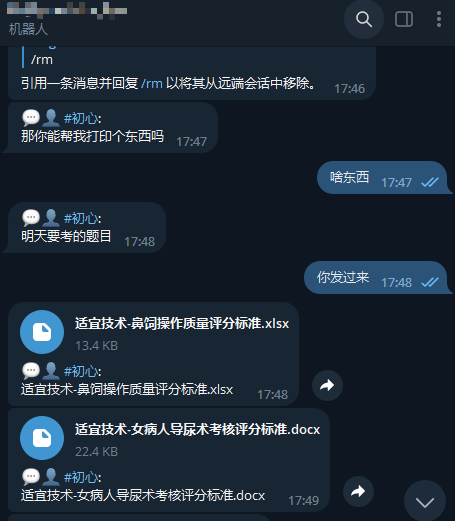 机器人
/rm
引用一条消息并回复 /rm 以将其从远端会话中移除。 17:46
💬👤 #初心:
那你能帮我打印个东西吗 17:47
啥东西 17:47
💬👤 #初心:
明天要考的题目 17:48
你发过来 17:48
适宜技术-鼻饲操作质量评分标准.xlsx
13.4 KB
💬👤 #初心:
适宜技术-鼻饲操作质量评分标准.xlsx 17:48
适宜技术-女病人导尿术考核评分标准.docx
22.4 KB
💬👤 #初心:
适宜技术-女病人导尿术考核评分标准.docx 17:49